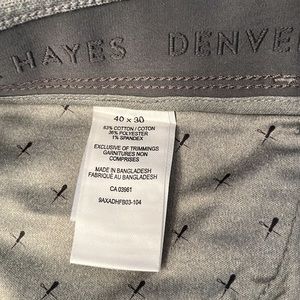 HAYES DENVE
40 x 30
63% COTTON / COTON
36% POLYESTER
1% SPANDEX
EXCLUSIVE OF TRIMMINGS
GARNITURES NON
COMPRISES
MADE IN BANGLADESH
FABRIQUÉ AU BANGLADESH
CA 03961
9AXADHFB03-104